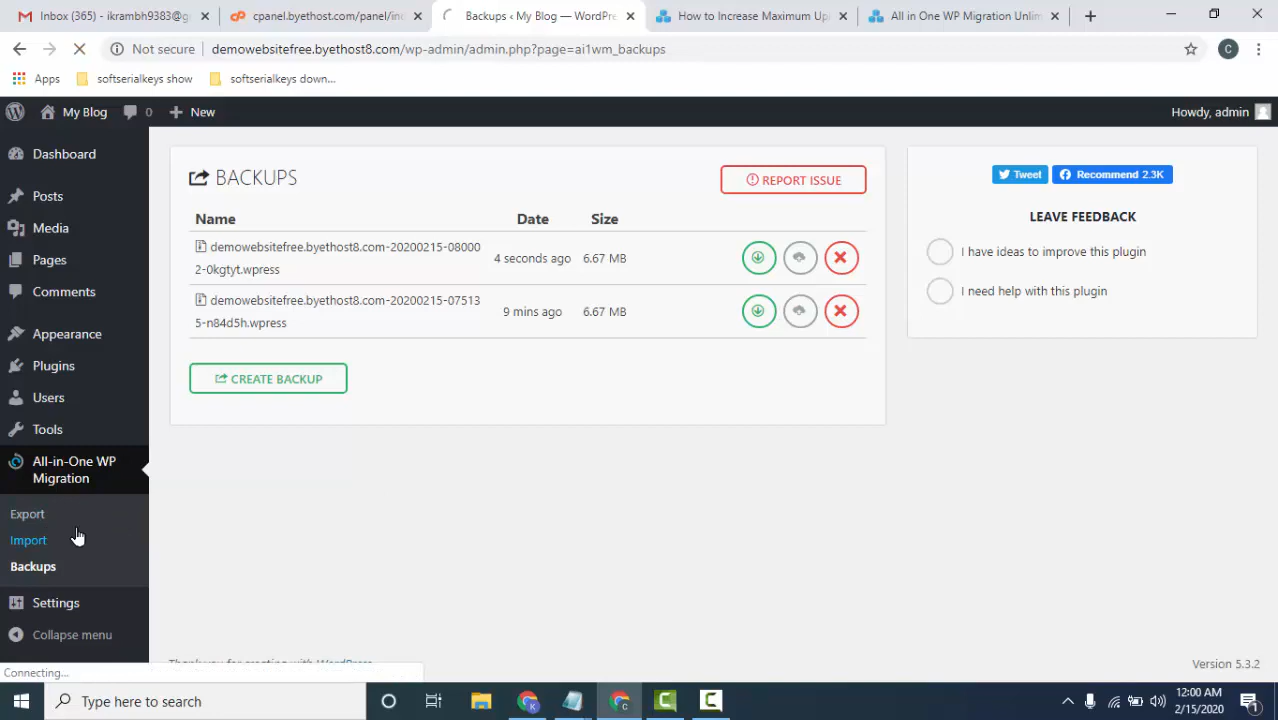 Inbox (365) - ikrambh9383@g
cpanel.byethost.com/panel/in
Backups ‹ My Blog — WordPre
How to Increase Maximum Up
All in One WP Migration Unlim
Not secure
demowebsitefree.byethost8.com/wp-admin/admin.php?page=ai1wm_backups
C
Apps
softserialkeys show
softserialkeys down...
My Blog
0
New
Howdy, admin
Dashboard
Posts
Media
Pages
Comments
Appearance
Plugins
Users
Tools
All-in-One WP
Migration
Export
Import
Backups
Settings
Collapse menu
BACKUPS
REPORT ISSUE
Name Date Size
demowebsitefree.byethost8.com-20200215-08000
2-0kgtyt.wpress
4 seconds ago
6.67 MB
demowebsitefree.byethost8.com-20200215-07513
5-n84d5h.wpress
9 mins ago
6.67 MB
CREATE BACKUP
Tweet
Recommend 2.3K
LEAVE FEEDBACK
I have ideas to improve this plugin
I need help with this plugin
Thank you for creating with WordPress
Version 5.3.2
Connecting...
Type here to search
12:00 AM
2/15/2020
1